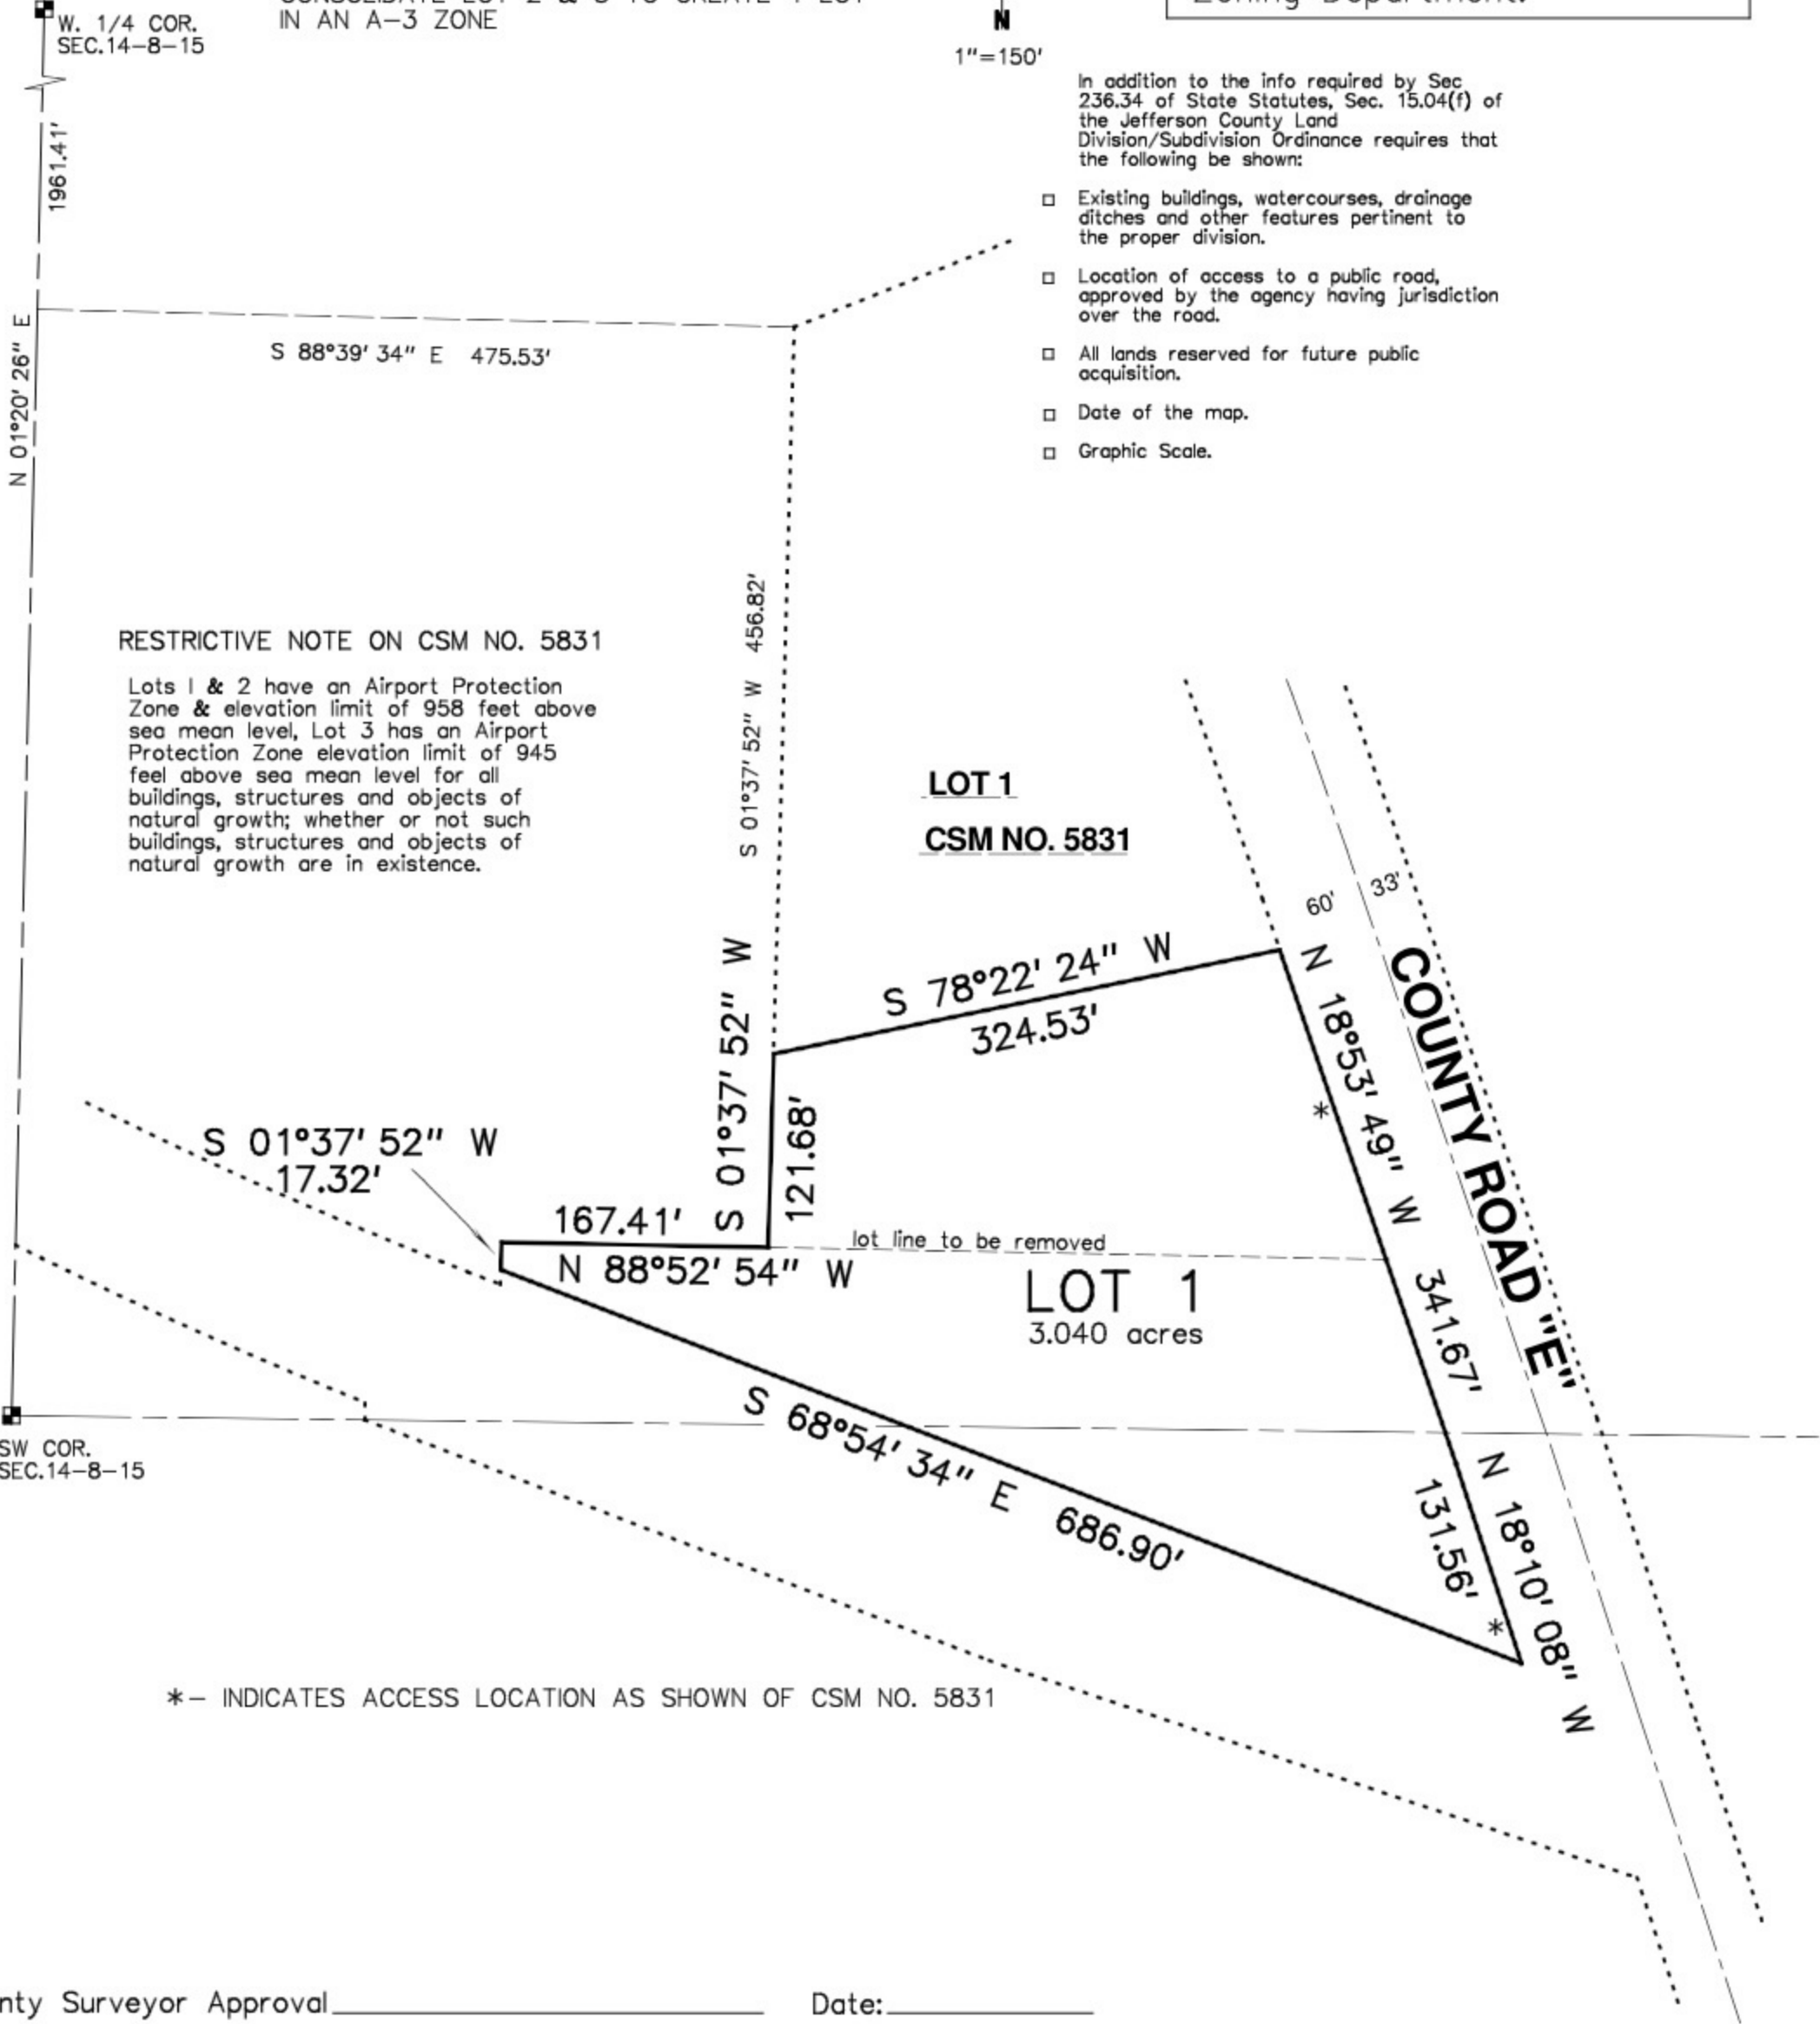 IN AN A-3 ZONE
W. 1/4 COR.
SEC.14-8-15
N
1"=150'
Zoning Department.
In addition to the info required by Sec
236.34 of State Statutes, Sec. 15.04(f) of
the Jefferson County Land
Division/Subdivision Ordinance requires that
the following be shown:
Existing buildings, watercourses, drainage
ditches and other features pertinent to
the proper division.
Location of access to a public road,
approved by the agency having jurisdiction
over the road.
All lands reserved for future public
acquisition.
Date of the map.
Graphic Scale.
1961.41'
N 01°20'26" E
S 88°39'34" E 475.53'
S 01°37'52" W 456.82'
RESTRICTIVE NOTE ON CSM NO. 5831
Lots 1 & 2 have an Airport Protection
Zone & elevation limit of 958 feet above
sea mean level, Lot 3 has an Airport
Protection Zone elevation limit of 945
feel above sea mean level for all
buildings, structures and objects of
natural growth; whether or not such
buildings, structures and objects of
natural growth are in existence.
LOT 1
CSM NO. 5831
60'
33'
COUNTY ROAD "E"
S 78°22'24" W
324.53'
N 18°53'49" W
341.67'
S 01°37'52" W
121.68'
S 01°37'52" W
17.32'
167.41'
N 88°52'54" W
lot line to be removed
LOT 1
3.040 acres
S 68°54'34" E 686.90'
N 18°10'08" W
131.56'
*
*
SW COR.
SEC.14-8-15
*- INDICATES ACCESS LOCATION AS SHOWN OF CSM NO. 5831
nty Surveyor Approval
Date: